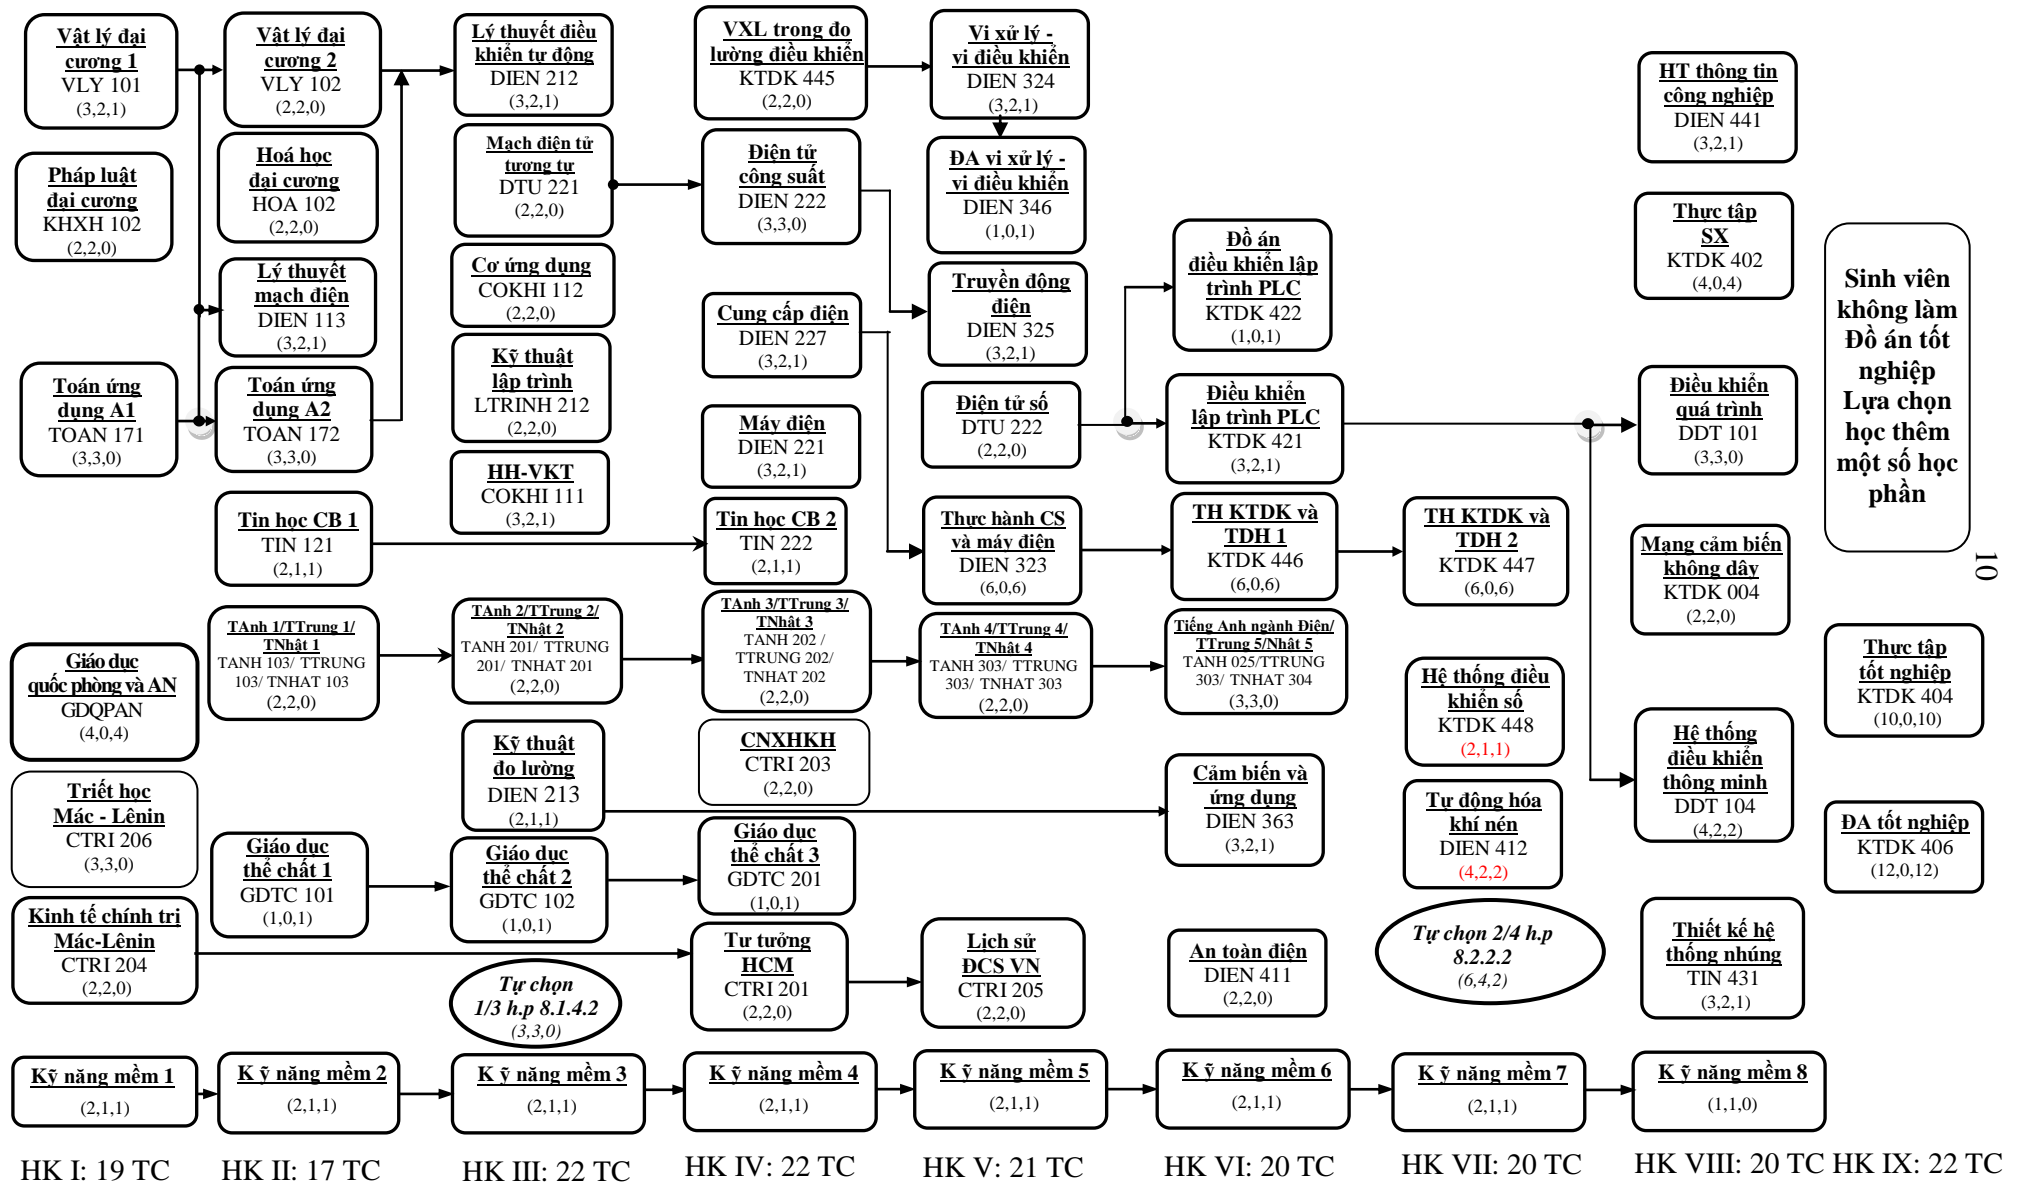 Vật lý đại
cương 1
VLY 101
(3,2,1)
Pháp luật
đại cương
KHXH 102
(2,2,0)
Toán ứng
dụng A1
TOAN 171
(3,3,0)
Giáo dục
quốc phòng và AN
GDQPAN
(4,0,4)
Triết học
Mác - Lênin
CTRI 206
(3,3,0)
Kinh tế chính trị
Mác-Lênin
CTRI 204
(2,2,0)
Kỹ năng mềm 1
(2,1,1)
HK I: 19 TC
Vật lý đại
cương 2
VLY 102
(2,2,0)
Hoá học
đại cương
HOA 102
(2,2,0)
Lý thuyết
mạch điện
DIEN 113
(3,2,1)
Toán ứng
dụng A2
TOAN 172
(3,3,0)
Tin học CB 1
TIN 121
(2,1,1)
TAnh 1/TTrung 1/
TNhật 1
TANH 103/ TTRUNG
103/ TNHAT 103
(2,2,0)
Giáo dục
thể chất 1
GDTC 101
(1,0,1)
K ỹ năng mềm 2
(2,1,1)
HK II: 17 TC
Lý thuyết điều
khiển tự động
DIEN 212
(3,2,1)
Mạch điện tử
tương tự
DTU 221
(2,2,0)
Cơ ứng dụng
COKHI 112
(2,2,0)
Kỹ thuật
lập trình
LTRINH 212
(2,2,0)
HH-VKT
COKHI 111
(3,2,1)
TAnh 2/TTrung 2/
TNhật 2
TANH 201/ TTRUNG
201/ TNHAT 201
(2,2,0)
Kỹ thuật
đo lường
DIEN 213
(2,1,1)
Giáo dục
thể chất 2
GDTC 102
(1,0,1)
Tự chọn
1/3 h.p 8.1.4.2
(3,3,0)
K ỹ năng mềm 3
(2,1,1)
HK III: 22 TC
VXL trong đo
lường điều khiển
KTDK 445
(2,2,0)
Điện tử
công suất
DIEN 222
(3,3,0)
Cung cấp điện
DIEN 227
(3,2,1)
Máy điện
DIEN 221
(3,2,1)
Tin học CB 2
TIN 222
(2,1,1)
TAnh 3/TTrung 3/
TNhật 3
TANH 202 /
TTRUNG 202/
TNHAT 202
(2,2,0)
CNXHKH
CTRI 203
(2,2,0)
Giáo dục
thể chất 3
GDTC 201
(1,0,1)
Tư tưởng
HCM
CTRI 201
(2,2,0)
K ỹ năng mềm 4
(2,1,1)
HK IV: 22 TC
Vi xử lý -
vi điều khiển
DIEN 324
(3,2,1)
ĐA vi xử lý -
vi điều khiển
DIEN 346
(1,0,1)
Truyền động
điện
DIEN 325
(3,2,1)
Điện tử số
DTU 222
(2,2,0)
Thực hành CS
và máy điện
DIEN 323
(6,0,6)
TAnh 4/TTrung 4/
TNhật 4
TANH 303/ TTRUNG
303/ TNHAT 303
(2,2,0)
Lịch sử
ĐCS VN
CTRI 205
(2,2,0)
K ỹ năng mềm 5
(2,1,1)
HK V: 21 TC
Đồ án
điều khiển lập
trình PLC
KTDK 422
(1,0,1)
Điều khiển
lập trình PLC
KTDK 421
(3,2,1)
TH KTDK và
TDH 1
KTDK 446
(6,0,6)
Tiếng Anh ngành Điện/
TTrung 5/Nhật 5
TANH 025/TTRUNG
303/ TNHAT 304
(3,3,0)
Cảm biến và
ứng dụng
DIEN 363
(3,2,1)
An toàn điện
DIEN 411
(2,2,0)
K ỹ năng mềm 6
(2,1,1)
HK VI: 20 TC
TH KTDK và
TDH 2
KTDK 447
(6,0,6)
Hệ thống điều
khiển số
KTDK 448
(2,1,1)
Tự động hóa
khí nén
DIEN 412
(4,2,2)
Tự chọn 2/4 h.p
8.2.2.2
(6,4,2)
K ỹ năng mềm 7
(2,1,1)
HK VII: 20 TC
HT thông tin
công nghiệp
DIEN 441
(3,2,1)
Thực tập
SX
KTDK 402
(4,0,4)
Điều khiển
quá trình
DDT 101
(3,3,0)
Mạng cảm biến
không dây
KTDK 004
(2,2,0)
Hệ thống
điều khiển
thông minh
DDT 104
(4,2,2)
Thiết kế hệ
thống nhúng
TIN 431
(3,2,1)
K ỹ năng mềm 8
(1,1,0)
HK VIII: 20 TC
Sinh viên
không làm
Đồ án tốt
nghiệp
Lựa chọn
học thêm
một số học
phần
10
Thực tập
tốt nghiệp
KTDK 404
(10,0,10)
ĐA tốt nghiệp
KTDK 406
(12,0,12)
HK IX: 22 TC